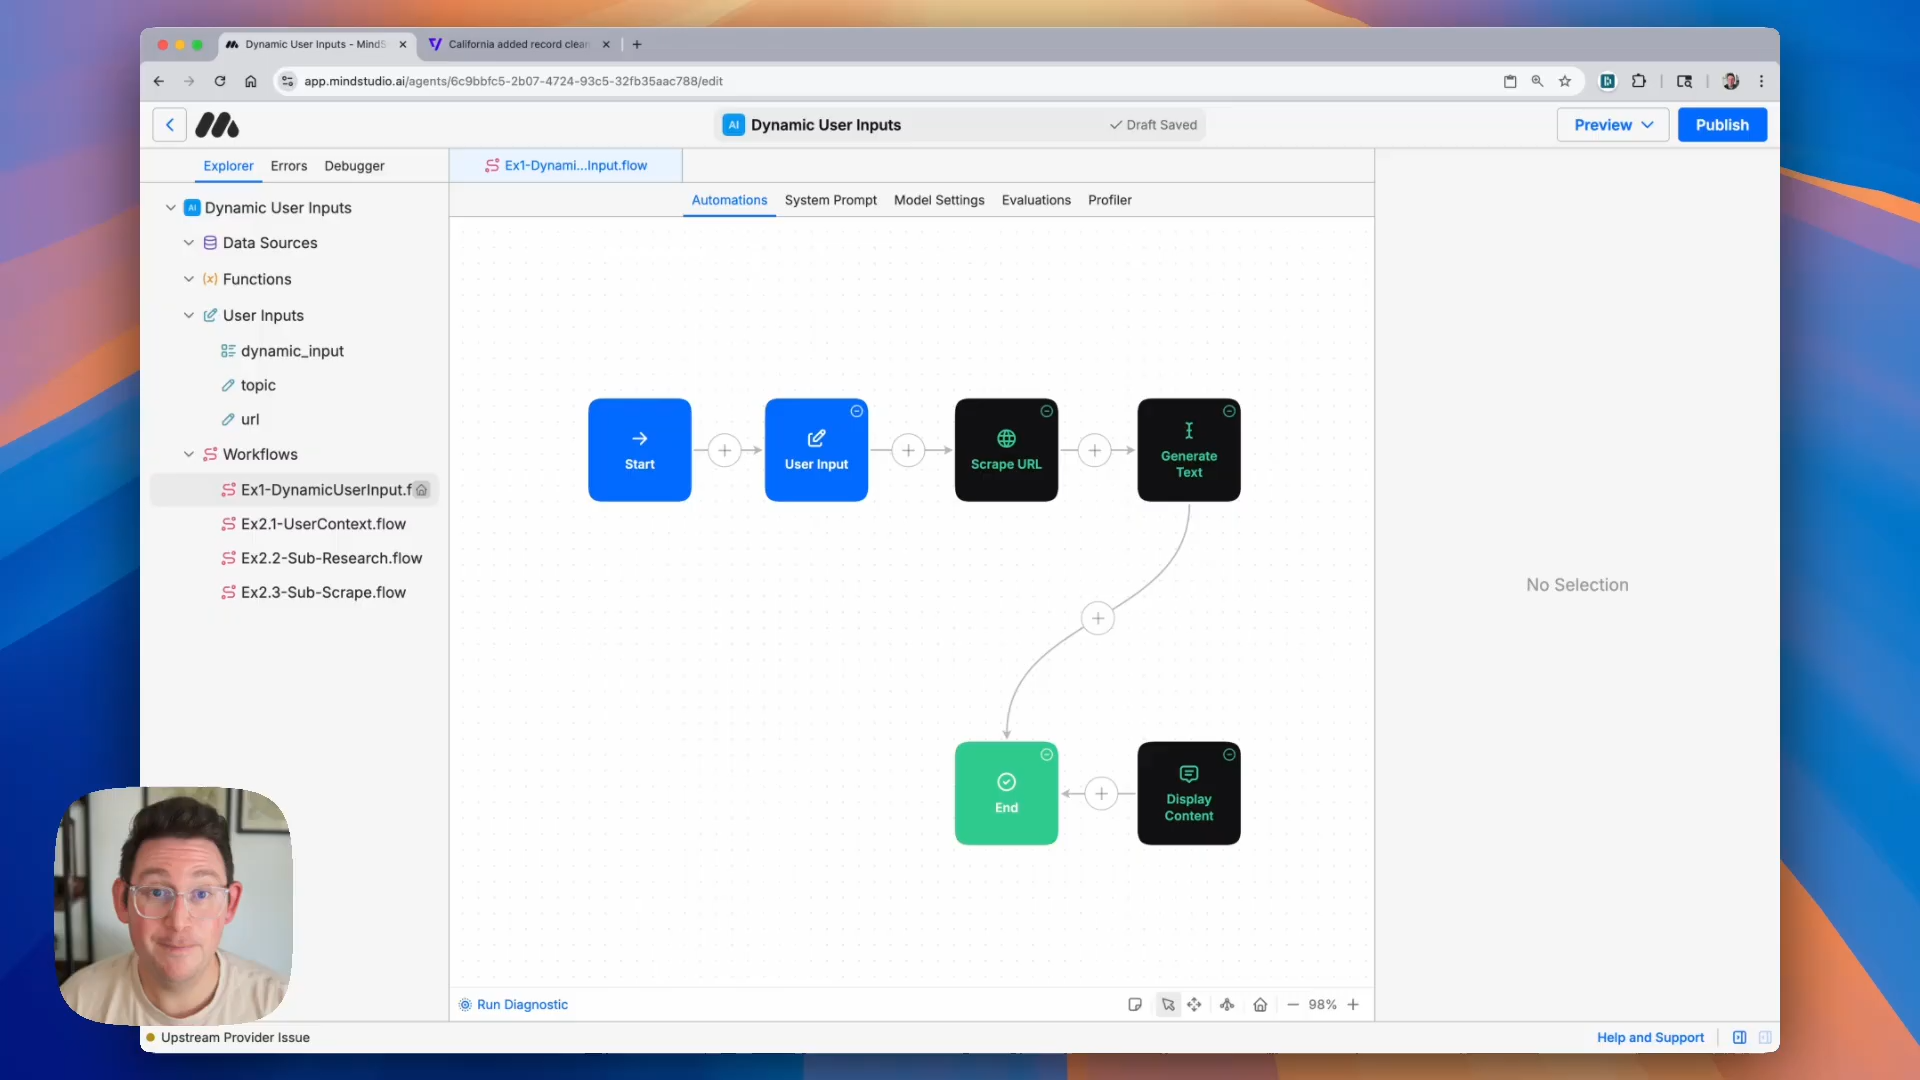 Dynamic User Inputs - MindS
California added record clean
app.mindstudio.ai/agents/6c9bbfc5-2b07-4724-93c5-32fb35aac788/edit
AI Dynamic User Inputs
Draft Saved
Preview
Publish
Explorer Errors Debugger
Ex1-Dynami...Input.flow
Automations System Prompt Model Settings Evaluations Profiler
AI Dynamic User Inputs
Data Sources
(x) Functions
User Inputs
dynamic_input
topic
url
Workflows
Ex1-DynamicUserInput.f
Ex2.1-UserContext.flow
Ex2.2-Sub-Research.flow
Ex2.3-Sub-Scrape.flow
Start
User Input
Scrape URL
Generate
Text
End
Display
Content
No Selection
Run Diagnostic
98%
Upstream Provider Issue
Help and Support